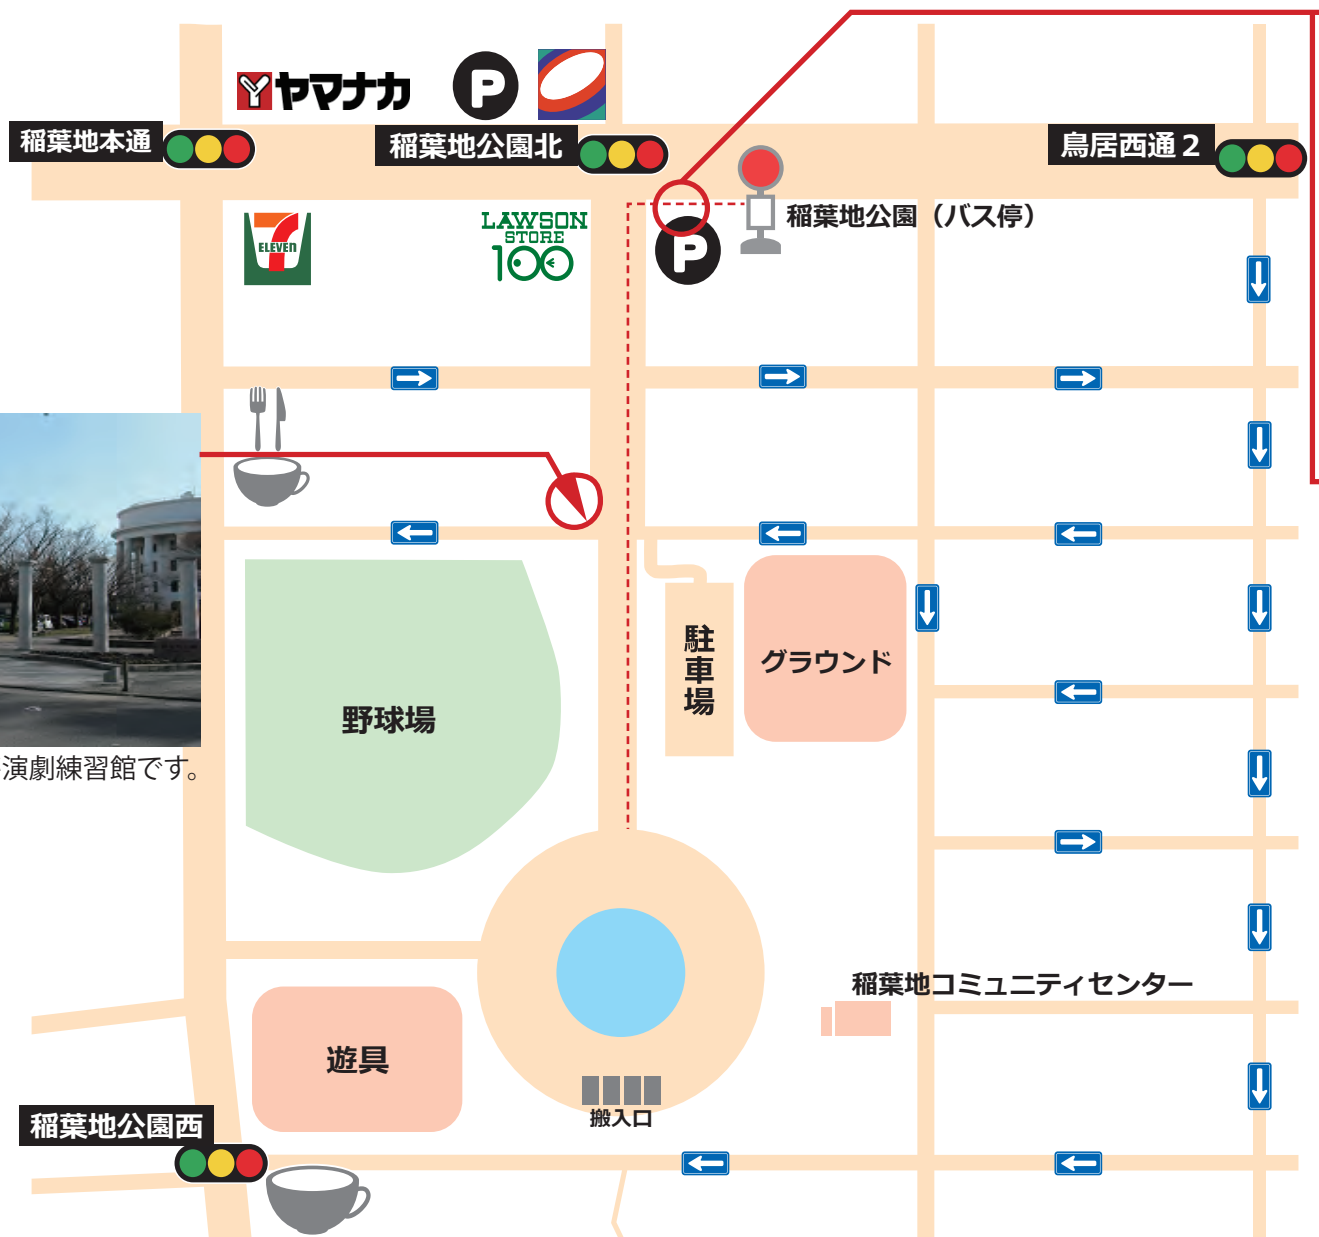 ヤマナカ
P
稲葉地本通
稲葉地公園北
鳥居西通2
7
ELEVEN
LAWSON
STORE
100
P
稲葉地公園(バス停)
駐車場
グラウンド
野球場
演劇練習館です。
稲葉地コミュニティセンター
遊具
搬入口
稲葉地公園西